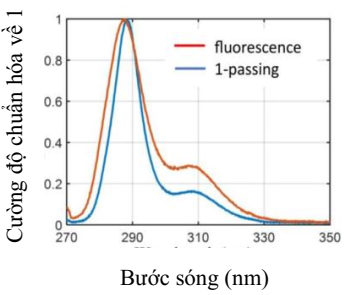 Cường độ chuẩn hóa về 1
1
0.8
0.6
0.4
0.2
0
fluorescence
1-passing
270 290 310 330 350
Bước sóng (nm)